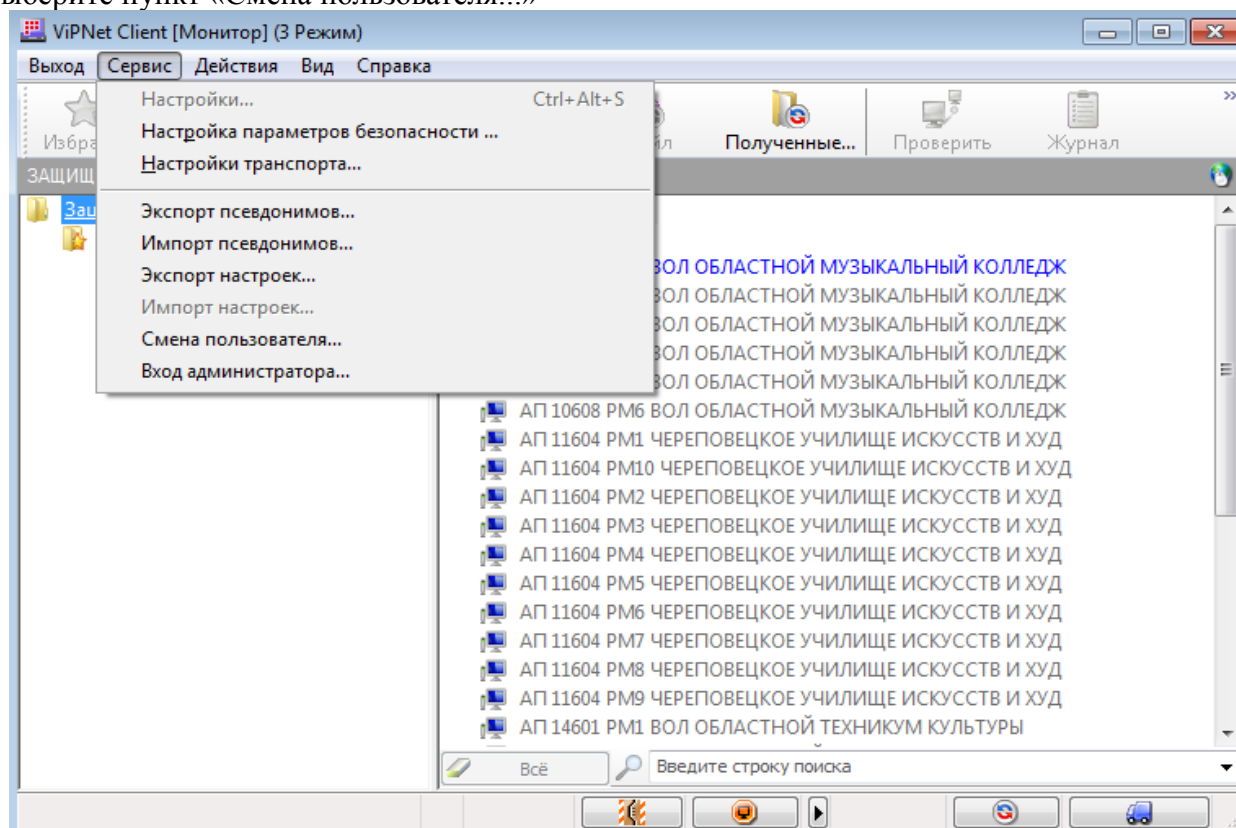 выберите пункт «Смена пользователя...»
ViPNet Client [Монитор] (3 Режим)
Выход Сервис Действия Вид Справка
Настройки... Ctrl+Alt+S
Настройка параметров безопасности ...
Настройки транспорта...
Экспорт псевдонимов...
Импорт псевдонимов...
Экспорт настроек...
Импорт настроек...
Смена пользователя...
Вход администратора...
Полученные... Проверить Журнал
ВОЛ ОБЛАСТНОЙ МУЗЫКАЛЬНЫЙ КОЛЛЕДЖ
ВОЛ ОБЛАСТНОЙ МУЗЫКАЛЬНЫЙ КОЛЛЕДЖ
ВОЛ ОБЛАСТНОЙ МУЗЫКАЛЬНЫЙ КОЛЛЕДЖ
ВОЛ ОБЛАСТНОЙ МУЗЫКАЛЬНЫЙ КОЛЛЕДЖ
ВОЛ ОБЛАСТНОЙ МУЗЫКАЛЬНЫЙ КОЛЛЕДЖ
АП 10608 РМ6 ВОЛ ОБЛАСТНОЙ МУЗЫКАЛЬНЫЙ КОЛЛЕДЖ
АП 11604 РМ1 ЧЕРЕПОВЕЦКОЕ УЧИЛИЩЕ ИСКУССТВ И ХУД
АП 11604 РМ10 ЧЕРЕПОВЕЦКОЕ УЧИЛИЩЕ ИСКУССТВ И ХУД
АП 11604 РМ2 ЧЕРЕПОВЕЦКОЕ УЧИЛИЩЕ ИСКУССТВ И ХУД
АП 11604 РМ3 ЧЕРЕПОВЕЦКОЕ УЧИЛИЩЕ ИСКУССТВ И ХУД
АП 11604 РМ4 ЧЕРЕПОВЕЦКОЕ УЧИЛИЩЕ ИСКУССТВ И ХУД
АП 11604 РМ5 ЧЕРЕПОВЕЦКОЕ УЧИЛИЩЕ ИСКУССТВ И ХУД
АП 11604 РМ6 ЧЕРЕПОВЕЦКОЕ УЧИЛИЩЕ ИСКУССТВ И ХУД
АП 11604 РМ7 ЧЕРЕПОВЕЦКОЕ УЧИЛИЩЕ ИСКУССТВ И ХУД
АП 11604 РМ8 ЧЕРЕПОВЕЦКОЕ УЧИЛИЩЕ ИСКУССТВ И ХУД
АП 11604 РМ9 ЧЕРЕПОВЕЦКОЕ УЧИЛИЩЕ ИСКУССТВ И ХУД
АП 14601 РМ1 ВОЛ ОБЛАСТНОЙ ТЕХНИКУМ КУЛЬТУРЫ
Всё Введите строку поиска